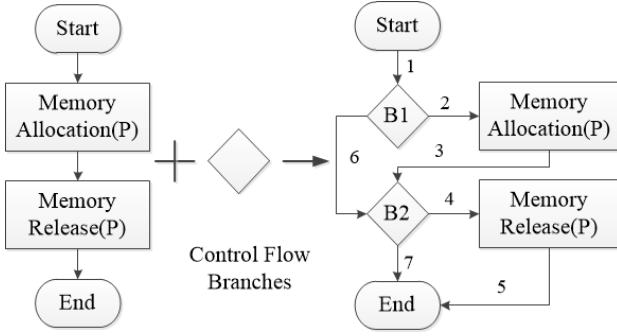 Start
Memory
Allocation(P)
Memory
Release(P)
End
Control Flow
Branches
Start
1
B1
2
Memory
Allocation(P)
6
3
B2
4
Memory
Release(P)
7
5
End